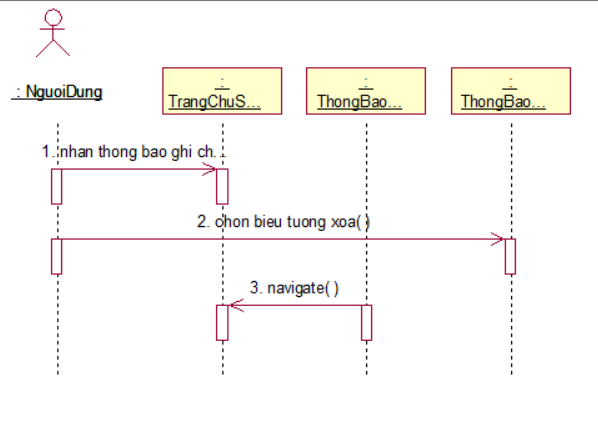 : NguoiDung
:
TrangChuS...
:
ThongBao...
:
ThongBao...
1. nhan thong bao ghi ch...
2. chon bieu tuong xoa( )
3. navigate( )